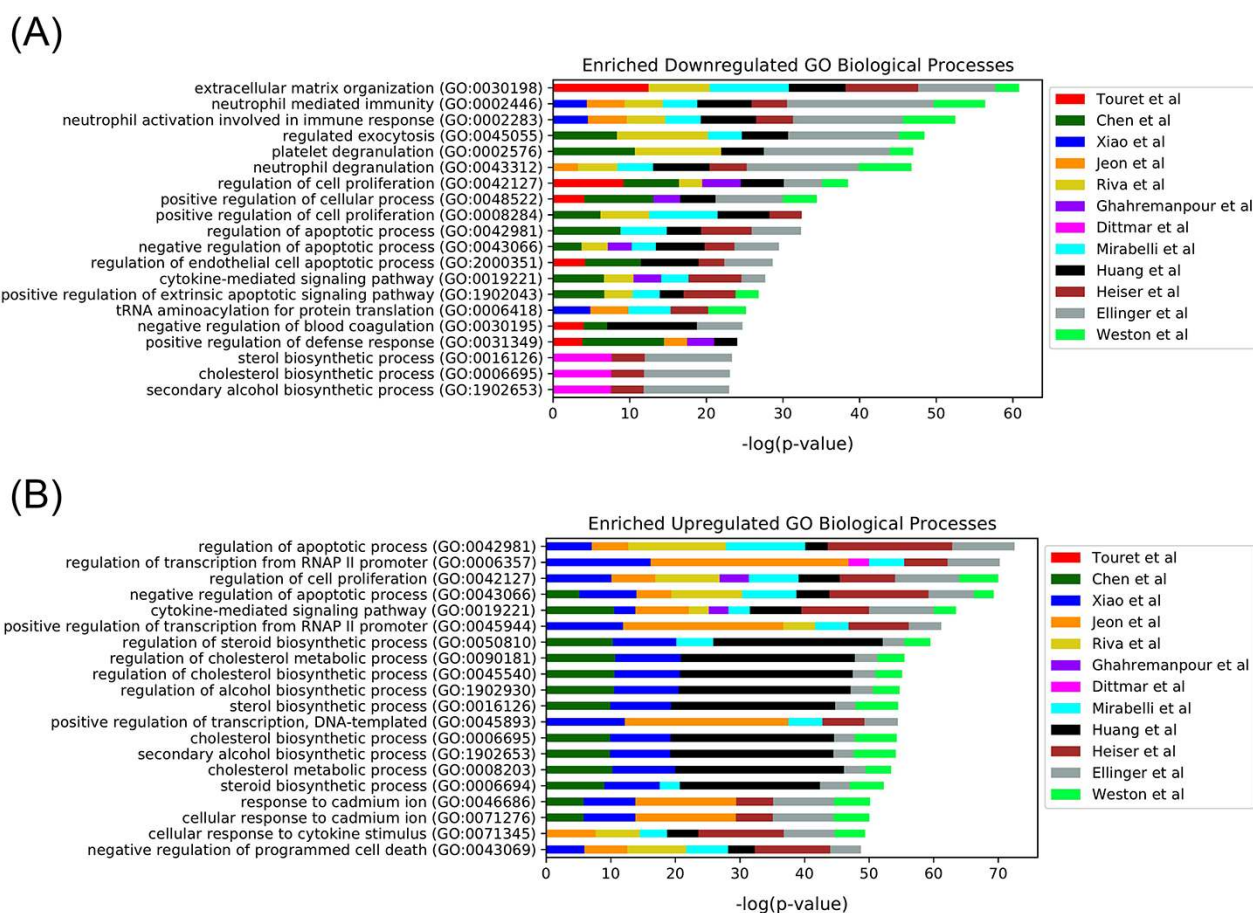 (A)
Enriched Downregulated GO Biological Processes
extracellular matrix organization (GO:0030198)
neutrophil mediated immunity (GO:0002446)
neutrophil activation involved in immune response (GO:0002283)
regulated exocytosis (GO:0045055)
platelet degranulation (GO:0002576)
neutrophil degranulation (GO:0043312)
regulation of cell proliferation (GO:0042127)
positive regulation of cellular process (GO:0048522)
positive regulation of cell proliferation (GO:0008284)
regulation of apoptotic process (GO:0042981)
negative regulation of apoptotic process (GO:0043066)
regulation of endothelial cell apoptotic process (GO:2000351)
cytokine-mediated signaling pathway (GO:0019221)
positive regulation of extrinsic apoptotic signaling pathway (GO:1902043)
tRNA aminoacylation for protein translation (GO:0006418)
negative regulation of blood coagulation (GO:0030195)
positive regulation of defense response (GO:0031349)
sterol biosynthetic process (GO:0016126)
cholesterol biosynthetic process (GO:0006695)
secondary alcohol biosynthetic process (GO:1902653)
0 10 20 30 40 50 60
-log(p-value)
Touret et al
Chen et al
Xiao et al
Jeon et al
Riva et al
Ghahremanpour et al
Dittmar et al
Mirabelli et al
Huang et al
Heiser et al
Ellinger et al
Weston et al
(B)
Enriched Upregulated GO Biological Processes
regulation of apoptotic process (GO:0042981)
regulation of transcription from RNAP II promoter (GO:0006357)
regulation of cell proliferation (GO:0042127)
negative regulation of apoptotic process (GO:0043066)
cytokine-mediated signaling pathway (GO:0019221)
positive regulation of transcription from RNAP II promoter (GO:0045944)
regulation of steroid biosynthetic process (GO:0050810)
regulation of cholesterol metabolic process (GO:0090181)
regulation of cholesterol biosynthetic process (GO:0045540)
regulation of alcohol biosynthetic process (GO:1902930)
sterol biosynthetic process (GO:0016126)
positive regulation of transcription, DNA-templated (GO:0045893)
cholesterol biosynthetic process (GO:0006695)
secondary alcohol biosynthetic process (GO:1902653)
cholesterol metabolic process (GO:0008203)
steroid biosynthetic process (GO:0006694)
response to cadmium ion (GO:0046686)
cellular response to cadmium ion (GO:0071276)
cellular response to cytokine stimulus (GO:0071345)
negative regulation of programmed cell death (GO:0043069)
0 10 20 30 40 50 60 70
-log(p-value)
Touret et al
Chen et al
Xiao et al
Jeon et al
Riva et al
Ghahremanpour et al
Dittmar et al
Mirabelli et al
Huang et al
Heiser et al
Ellinger et al
Weston et al